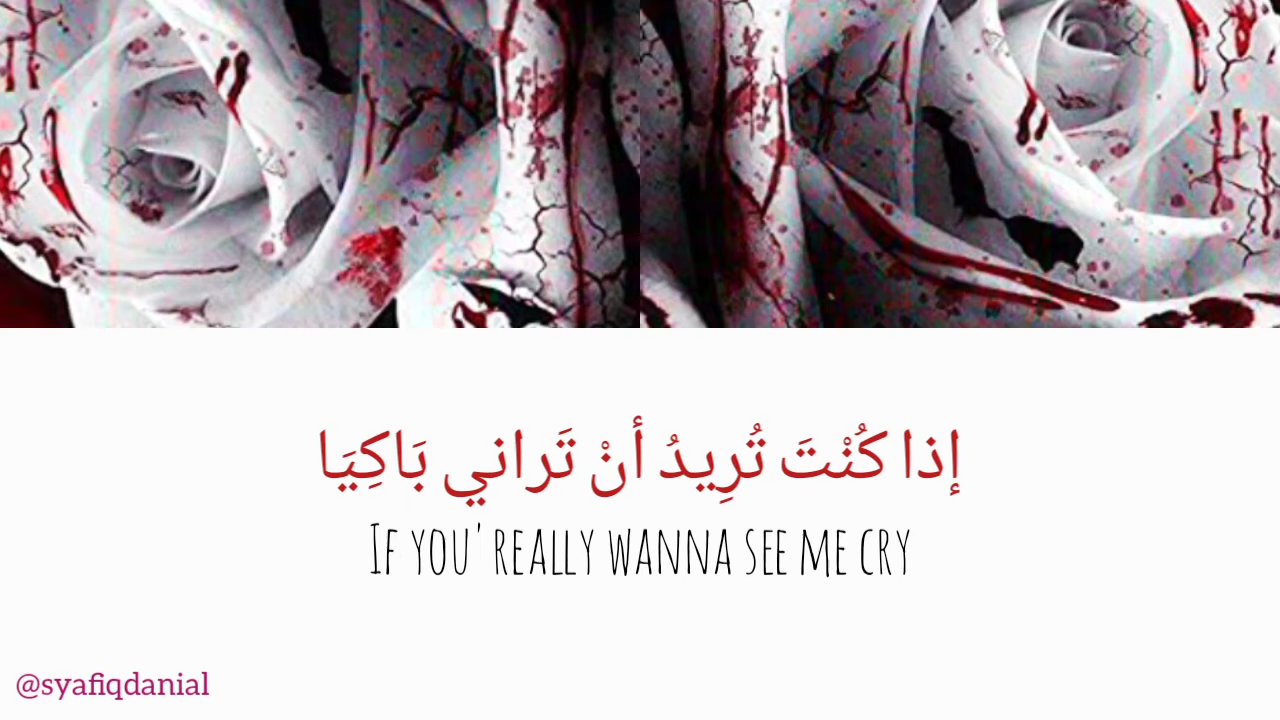 إذا كُنْتَ تُرِيدُ أنْ تَراني بَاكِيَا
If you' really wanna see me cry
@syafiqdanial